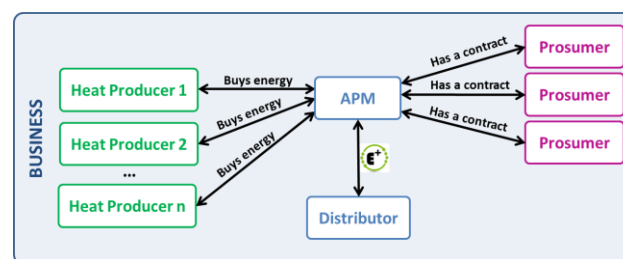 BUSINESS
Heat Producer 1
Heat Producer 2
...
Heat Producer n
Buys energy
Buys energy
Buys energy
APM
E+
Distributor
Has a contract
Has a contract
Has a contract
Prosumer
Prosumer
Prosumer